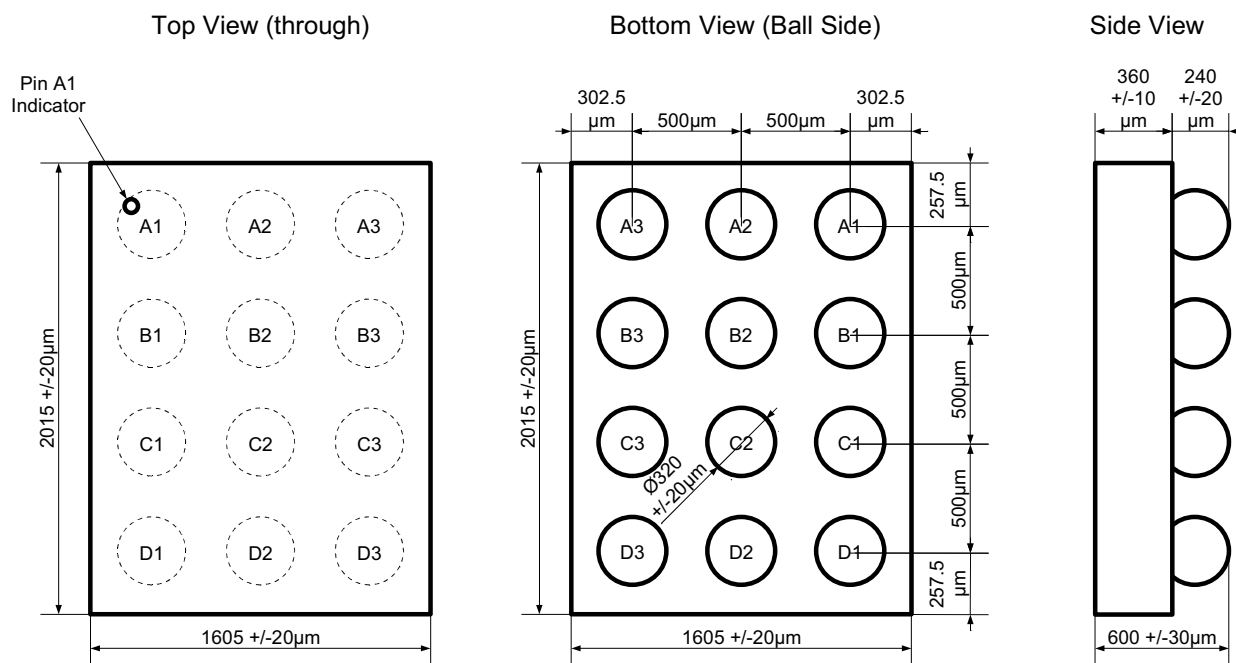 Top View (through)
Bottom View (Ball Side)
Side View
Pin A1
Indicator
A1 A2 A3
B1 B2 B3
C1 C2 C3
D1 D2 D3
2015 +/-20µm
1605 +/-20µm
302.5
µm
500µm
500µm
302.5
µm
A3 A2 A1
B3 B2 B1
C3 C2 C1
D3 D2 D1
Ø320
+/-20µm
2015 +/-20µm
1605 +/-20µm
257.5
µm
500µm
500µm
500µm
257.5
µm
360
+/-10
µm
240
+/-20
µm
600 +/-30µm